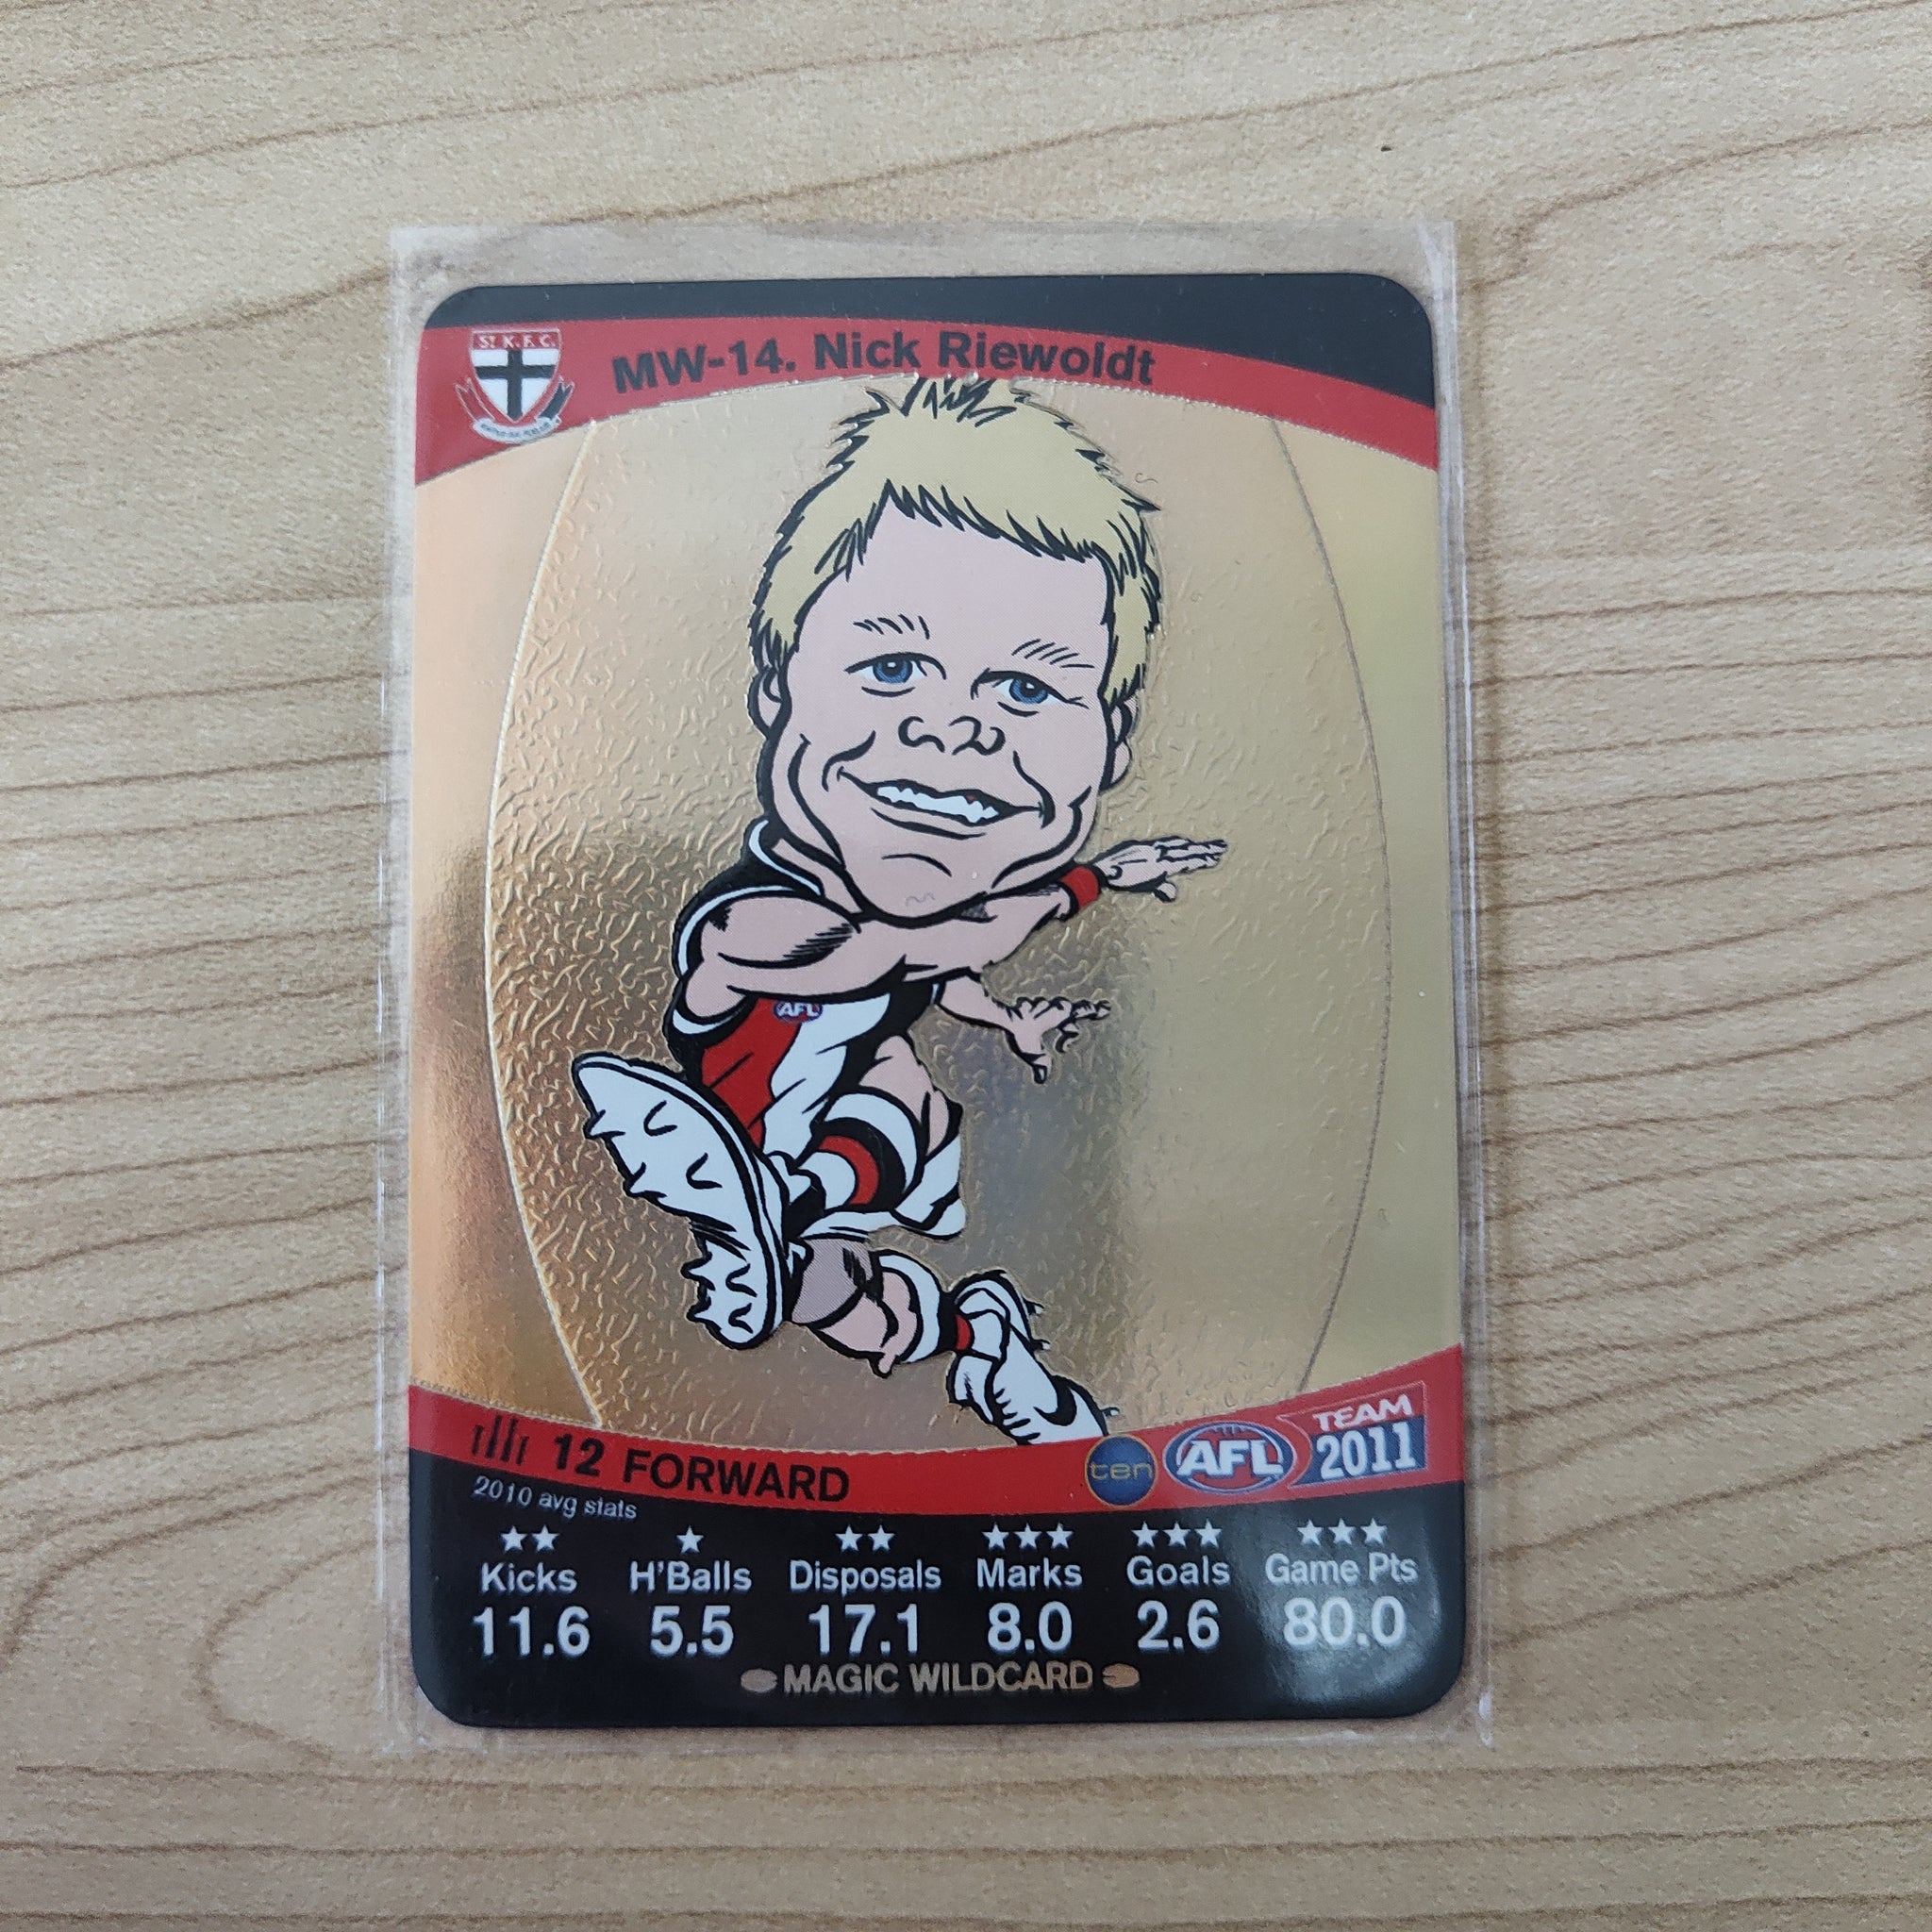 ST K.F.C.
MW-14. Nick Riewoldt
AFL
12 FORWARD
ten
AFL
TEAM
2011
2010 avg stats
Kicks H'Balls Disposals Marks Goals Game Pts
11.6 5.5 17.1 8.0 2.6 80.0
MAGIC WILDCARD